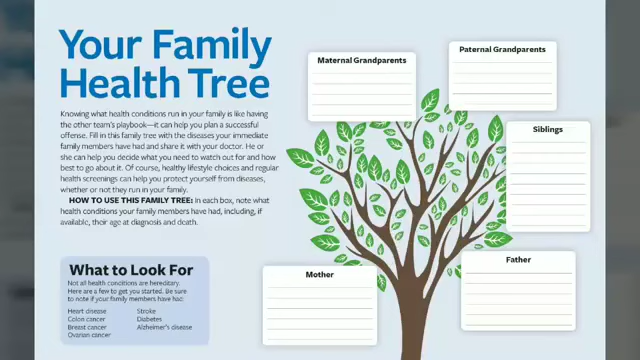 Your Family
Health Tree
Knowing what health conditions run in your family is like having
the other team's playbook—it can help you plan a successful
offense. Fill in this family tree with the diseases your immediate
family members have had and share it with your doctor. He or
she can help you decide what you need to watch out for and how
best to go about it. Of course, healthy lifestyle choices and regular
health screenings can help you protect yourself from diseases,
whether or not they run in your family.
HOW TO USE THIS FAMILY TREE: in each box, note what
health conditions your family members have had, including, if
available, their age at diagnosis and death.
What to Look For
Not all health conditions are hereditary.
Here are a few to get you started. Be sure
to note if your family members have had:
Heart disease
Colon cancer
Breast cancer
Ovarian cancer
Stroke
Diabetes
Alzheimer's disease
Maternal Grandparents
Paternal Grandparents
Siblings
Mother
Father